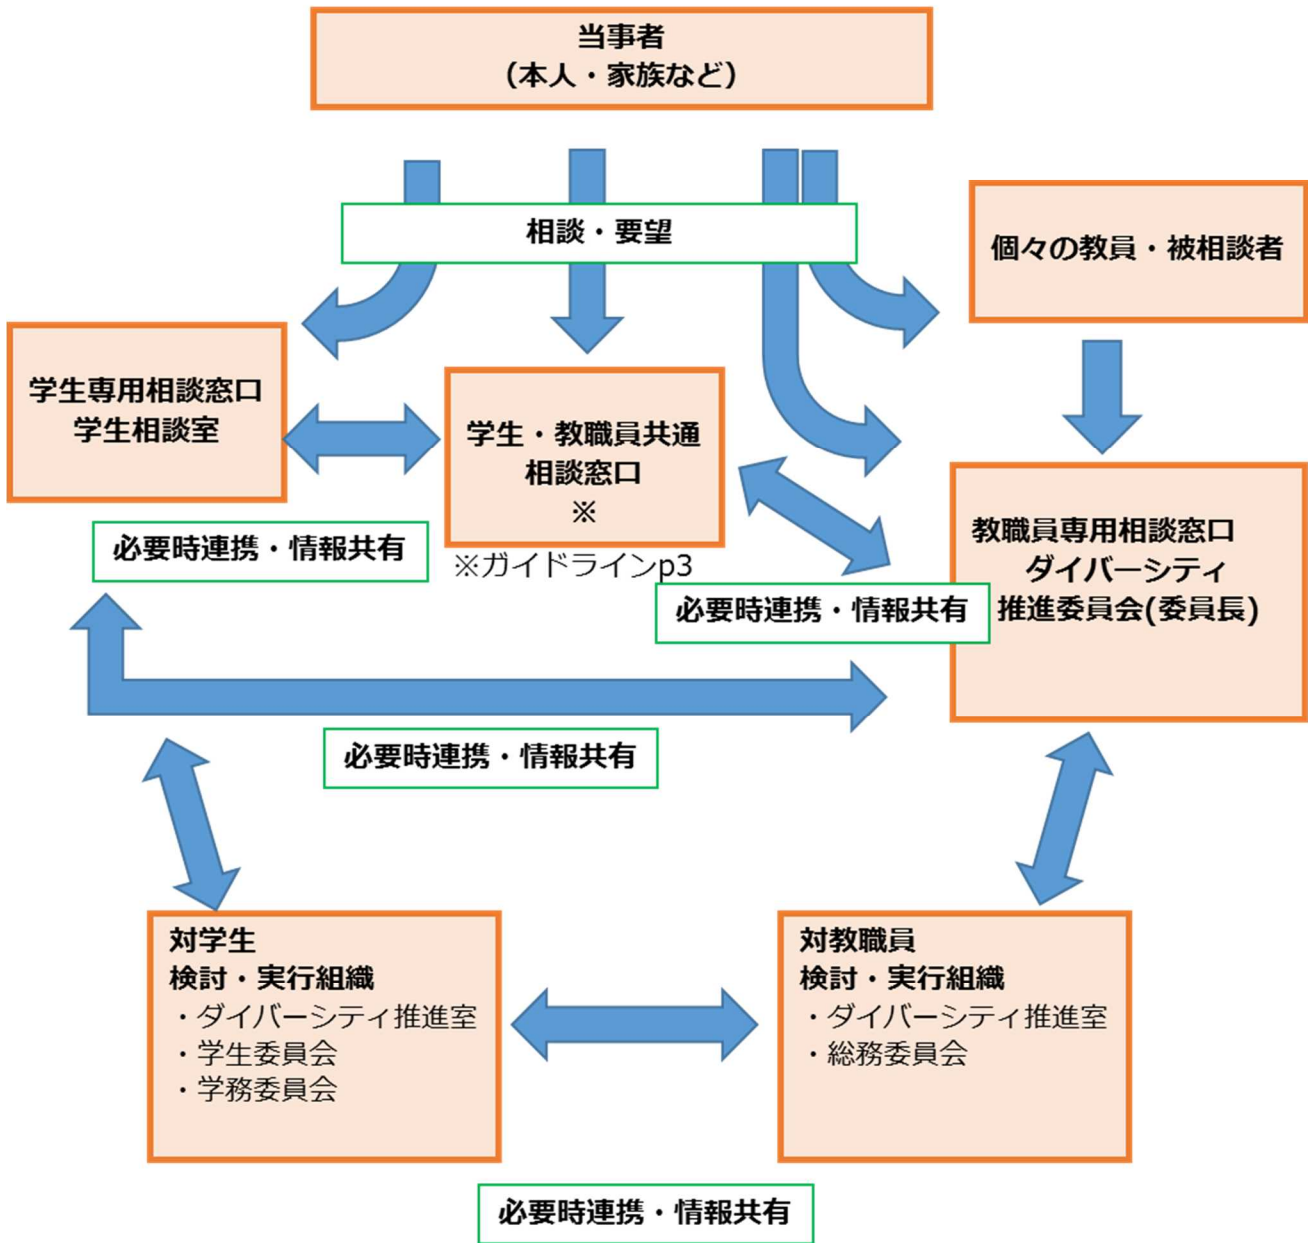 当事者
(本人・家族など)
相談・要望
個々の教員・被相談者
学生専用相談窓口
学生相談室
学生・教職員共通
相談窓口
※
※ガイドラインp3
教職員専用相談窓口
ダイバーシティ
推進委員会(委員長)
必要時連携・情報共有
必要時連携・情報共有
必要時連携・情報共有
対学生
検討・実行組織
・ダイバーシティ推進室
・学生委員会
・学務委員会
対教職員
検討・実行組織
・ダイバーシティ推進室
・総務委員会
必要時連携・情報共有